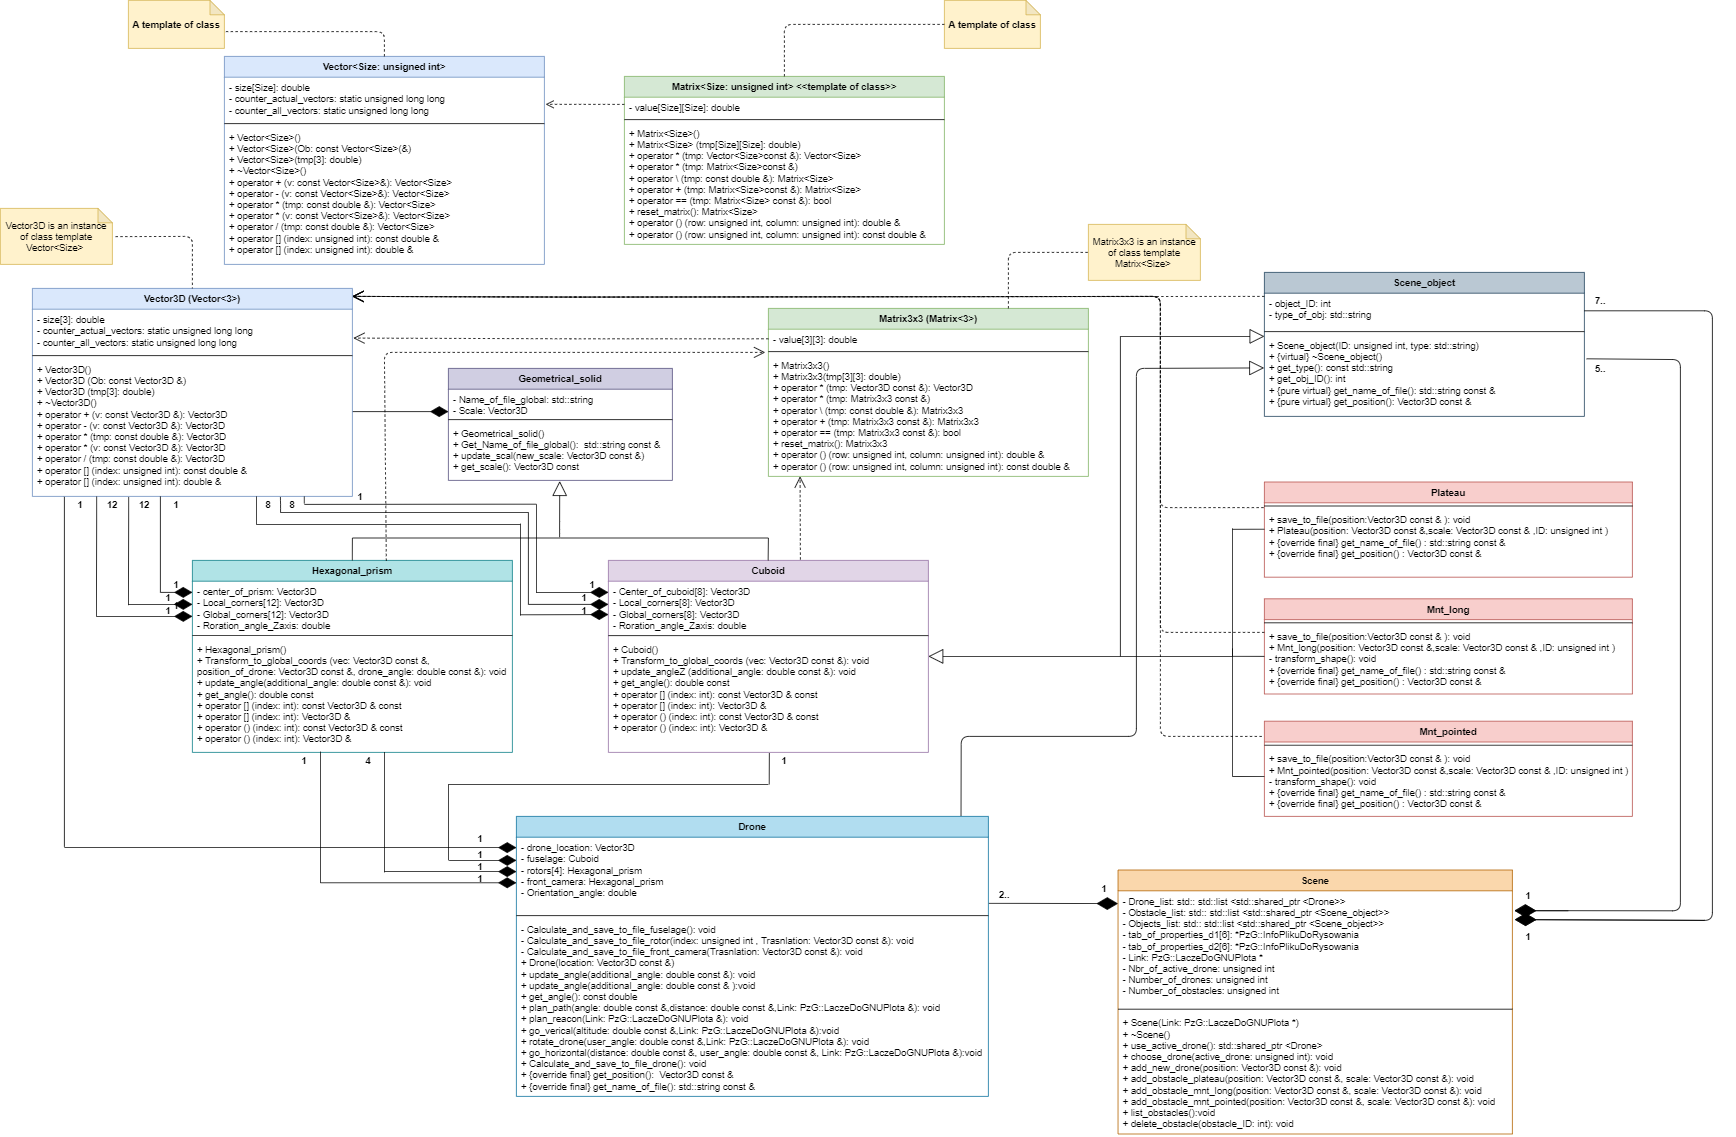 A template of class
A template of class
Vector<Size: unsigned int>
- size[Size]: double
- counter_actual_vectors: static unsigned long long
- counter_all_vectors: static unsigned long long
+ Vector<Size>()
+ Vector<Size>(Ob: const Vector<Size>(&)
+ Vector<Size>(tmp[3]: double)
+ ~Vector<Size>()
+ operator + (v: const Vector<Size>&): Vector<Size>
+ operator - (v: const Vector<Size>&): Vector<Size>
+ operator * (tmp: const double &): Vector<Size>
+ operator * (v: const Vector<Size>&): Vector<Size>
+ operator / (tmp: const double &): Vector<Size>
+ operator [] (index: unsigned int): const double &
+ operator [] (index: unsigned int): double &
Matrix<Size: unsigned int> <<template of class>>
- value[Size][Size]: double
+ Matrix<Size>()
+ Matrix<Size> (tmp[Size][Size]: double)
+ operator * (tmp: Vector<Size>const &): Vector<Size>
+ operator * (tmp: Matrix<Size>const &)
+ operator \ (tmp: const double &): Matrix<Size>
+ operator + (tmp: Matrix<Size>const &): Matrix<Size>
+ operator == (tmp: Matrix<Size> const &): bool
+ reset_matrix(): Matrix<Size>
+ operator () (row: unsigned int, column: unsigned int): double &
+ operator () (row: unsigned int, column: unsigned int): const double &
Vector3D is an instance
of class template
Vector<Size>
Matrix3x3 is an instance
of class template
Matrix<Size>
Vector3D (Vector<3>)
- size[3]: double
- counter_actual_vectors: static unsigned long long
- counter_all_vectors: static unsigned long long
+ Vector3D()
+ Vector3D (Ob: const Vector3D &)
+ Vector3D (tmp[3]: double)
+ ~Vector3D()
+ operator + (v: const Vector3D &): Vector3D
+ operator - (v: const Vector3D &): Vector3D
+ operator * (tmp: const double &): Vector3D
+ operator * (v: const Vector3D &): Vector3D
+ operator / (tmp: const double &): Vector3D
+ operator [] (index: unsigned int): const double &
+ operator [] (index: unsigned int): double &
Geometrical_solid
- Name_of_file_global: std::string
- Scale: Vector3D
+ Geometrical_solid()
+ Get_Name_of_file_global():  std::string const &
+ update_scal(new_scale: Vector3D const &)
+ get_scale(): Vector3D const
Matrix3x3 (Matrix<3>)
- value[3][3]: double
+ Matrix3x3()
+ Matrix3x3(tmp[3][3]: double)
+ operator * (tmp: Vector3D const &): Vector3D
+ operator * (tmp: Matrix3x3 const &)
+ operator \ (tmp: const double &): Matrix3x3
+ operator + (tmp: Matrix3x3 const &): Matrix3x3
+ operator == (tmp: Matrix3x3 const &): bool
+ reset_matrix(): Matrix3x3
+ operator () (row: unsigned int, column: unsigned int): double &
+ operator () (row: unsigned int, column: unsigned int): const double &
Scene_object
- object_ID: int
- type_of_obj: std::string
+ Scene_object(ID: unsigned int, type: std::string)
+ {virtual} ~Scene_object()
+ get_type(): const std::string
+ get_obj_ID(): int
+ {pure virtual} get_name_of_file(): std::string const &
+ {pure virtual} get_position(): Vector3D const &
7..
5..
Plateau
+ save_to_file(position:Vector3D const & ): void
+ Plateau(position: Vector3D const &,scale: Vector3D const & ,ID: unsigned int )
+ {override final} get_name_of_file() : std::string const &
+ {override final} get_position() : Vector3D const &
Mnt_long
+ save_to_file(position:Vector3D const & ): void
+ Mnt_long(position: Vector3D const &,scale: Vector3D const & ,ID: unsigned int )
- transform_shape(): void
+ {override final} get_name_of_file() : std::string const &
+ {override final} get_position() : Vector3D const &
Mnt_pointed
+ save_to_file(position:Vector3D const & ): void
+ Mnt_pointed(position: Vector3D const &,scale: Vector3D const & ,ID: unsigned int )
- transform_shape(): void
+ {override final} get_name_of_file() : std::string const &
+ {override final} get_position() : Vector3D const &
1 12 12 1 8 8 1
Hexagonal_prism
1
1
1
- center_of_prism: Vector3D
- Local_corners[12]: Vector3D
- Global_corners[12]: Vector3D
- Roration_angle_Zaxis: double
+ Hexagonal_prism()
+ Transform_to_global_coords (vec: Vector3D const &,
position_of_drone: Vector3D const &, drone_angle: double const &): void
+ update_angle(additional_angle: double const &): void
+ get_angle(): double const
+ operator [] (index: int): const Vector3D & const
+ operator [] (index: int): Vector3D &
+ operator () (index: int): const Vector3D & const
+ operator () (index: int): Vector3D &
Cuboid
1
1
1
- Center_of_cuboid[8]: Vector3D
- Local_corners[8]: Vector3D
- Global_corners[8]: Vector3D
- Roration_angle_Zaxis: double
+ Cuboid()
+ Transform_to_global_coords (vec: Vector3D const &): void
+ update_angleZ (additional_angle: double const &): void
+ get_angle(): double const
+ operator [] (index: int): const Vector3D & const
+ operator [] (index: int): Vector3D &
+ operator () (index: int): const Vector3D & const
+ operator () (index: int): Vector3D &
1 4 1
Drone
1
1
1
1
- drone_location: Vector3D
- fuselage: Cuboid
- rotors[4]: Hexagonal_prism
- front_camera: Hexagonal_prism
- Orientation_angle: double
- Calculate_and_save_to_file_fuselage(): void
- Calculate_and_save_to_file_rotor(index: unsigned int , Trasnlation: Vector3D const &): void
- Calculate_and_save_to_file_front_camera(Trasnlation: Vector3D const &): void
+ Drone(location: Vector3D const &)
+ update_angle(additional_angle: double const &): void
+ update_angle(additional_angle: double const & ):void
+ get_angle(): const double
+ plan_path(angle: double const &,distance: double const &,Link: PzG::LaczeDoGNUPlota &): void
+ plan_reacon(Link: PzG::LaczeDoGNUPlota &): void
+ go_verical(altitude: double const &,Link: PzG::LaczeDoGNUPlota &):void
+ rotate_drone(user_angle: double const &,Link: PzG::LaczeDoGNUPlota &): void
+ go_horizontal(distance: double const &, user_angle: double const &, Link: PzG::LaczeDoGNUPlota &):void
+ Calculate_and_save_to_file_drone(): void
+ {override final} get_position():  Vector3D const &
+ {override final} get_name_of_file(): std::string const &
2..
1
Scene
- Drone_list: std:: std::list <std::shared_ptr <Drone>>
- Obstacle_list: std:: std::list <std::shared_ptr <Scene_object>>
- Objects_list: std:: std::list <std::shared_ptr <Scene_object>>
- tab_of_properties_d1[6]: *PzG::InfoPlikuDoRysowania
- tab_of_properties_d2[6]: *PzG::InfoPlikuDoRysowania
- Link: PzG::LaczeDoGNUPlota *
- Nbr_of_active_drone: unsigned int
- Number_of_drones: unsigned int
- Number_of_obstacles: unsigned int
+ Scene(Link: PzG::LaczeDoGNUPlota *)
+ ~Scene()
+ use_active_drone(): std::shared_ptr <Drone>
+ choose_drone(active_drone: unsigned int): void
+ add_new_drone(position: Vector3D const &): void
+ add_obstacle_plateau(position: Vector3D const &, scale: Vector3D const &): void
+ add_obstacle_mnt_long(position: Vector3D const &, scale: Vector3D const &): void
+ add_obstacle_mnt_pointed(position: Vector3D const &, scale: Vector3D const &): void
+ list_obstacles():void
+ delete_obstacle(obstacle_ID: int): void
1
1